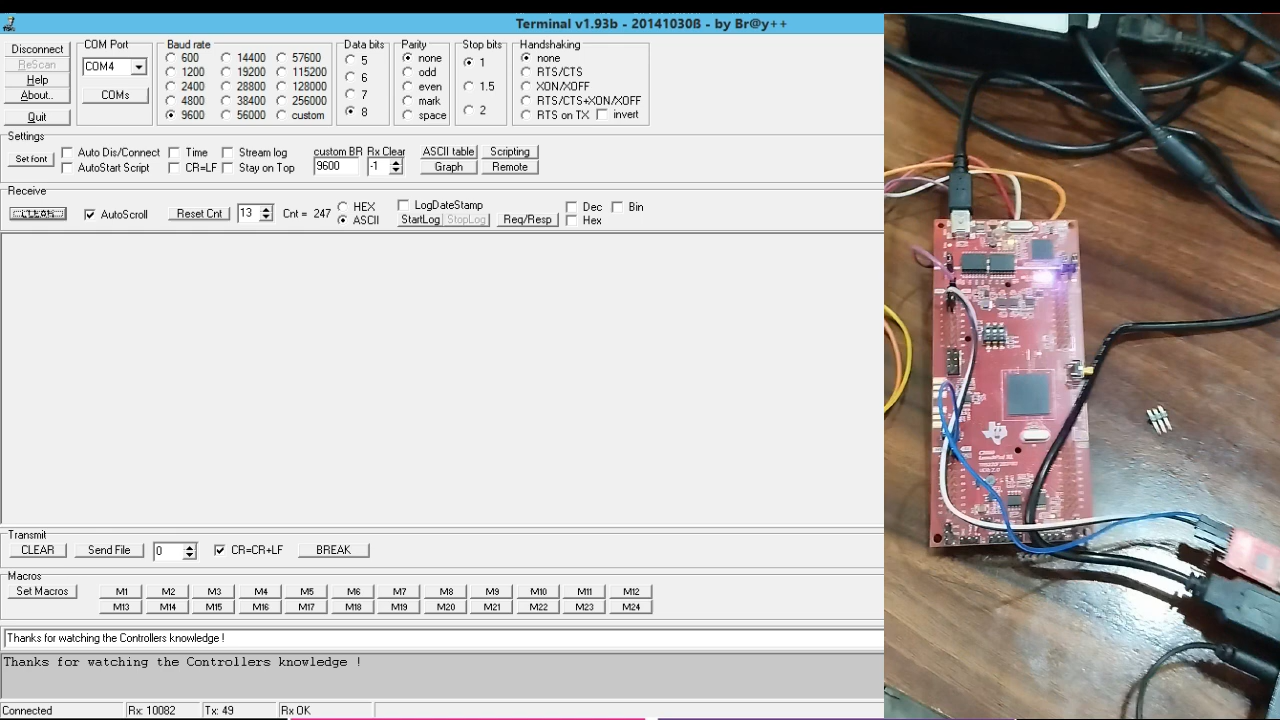 Terminal v1.93b - 20141030ß - by Br@y++
Disconnect
ReScan
Help
About..
Quit
COM Port
COM4
COMs
Baud rate
600 14400 57600
1200 19200 115200
2400 28800 128000
4800 38400 256000
9600 56000 custom
Data bits
5
6
7
8
Parity
none
odd
even
mark
space
Stop bits
1
1.5
2
Handshaking
none
RTS/CTS
XON/XOFF
RTS/CTS+XON/XOFF
RTS on TX invert
Settings
Set font
Auto Dis/Connect Time Stream log
AutoStart Script CR=LF Stay on Top
custom BR Rx Clear
9600 -1
ASCII table Scripting
Graph Remote
Receive
CLEAR
AutoScroll
Reset Cnt
13
Cnt = 247
HEX
ASCII
LogDateStamp
StartLog StopLog
Req/Resp
Dec Bin
Hex
Transmit
CLEAR Send File 0 CR=CR+LF BREAK
Macros
Set Macros M1 M2 M3 M4 M5 M6 M7 M8 M9 M10 M11 M12
M13 M14 M15 M16 M17 M18 M19 M20 M21 M22 M23 M24
Thanks for watching the Controllers knowledge !
Thanks for watching the Controllers knowledge !
Connected Rx: 10082 Tx: 49 Rx OK